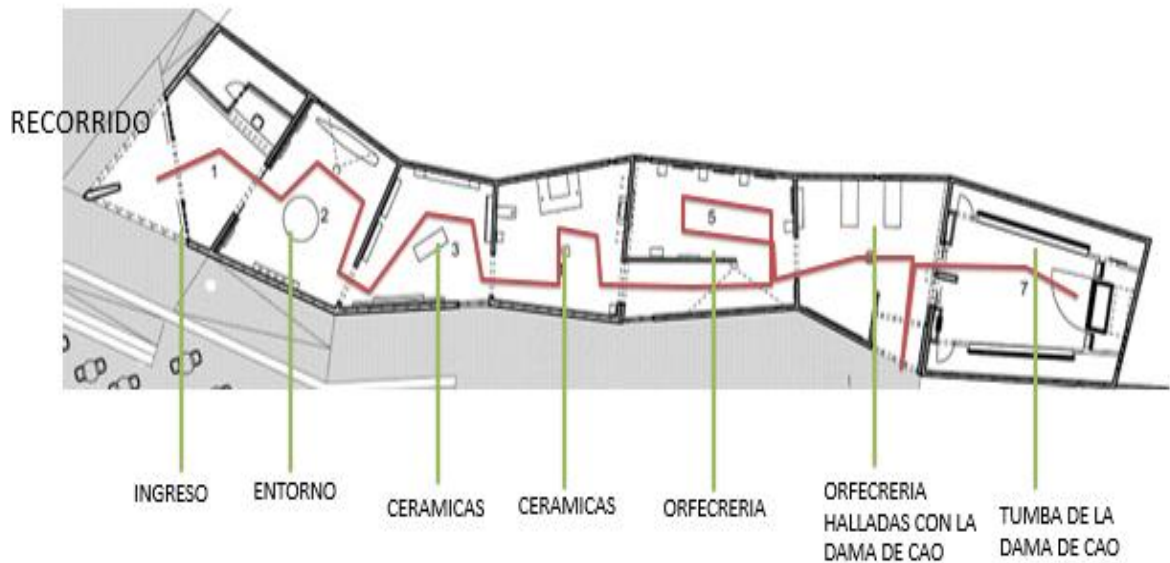 RECORRIDO
1
2
3
5
7
INGRESO
ENTORNO
CERAMICAS
CERAMICAS
ORFECRERIA
ORFECRERIA
HALLADAS CON LA
DAMA DE CAO
TUMBA DE LA
DAMA DE CAO